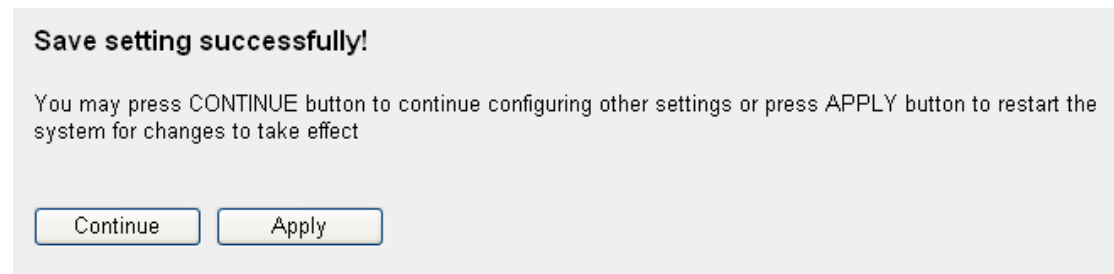 Save setting successfully!
You may press CONTINUE button to continue configuring other settings or press APPLY button to restart the
system for changes to take effect
Continue
Apply